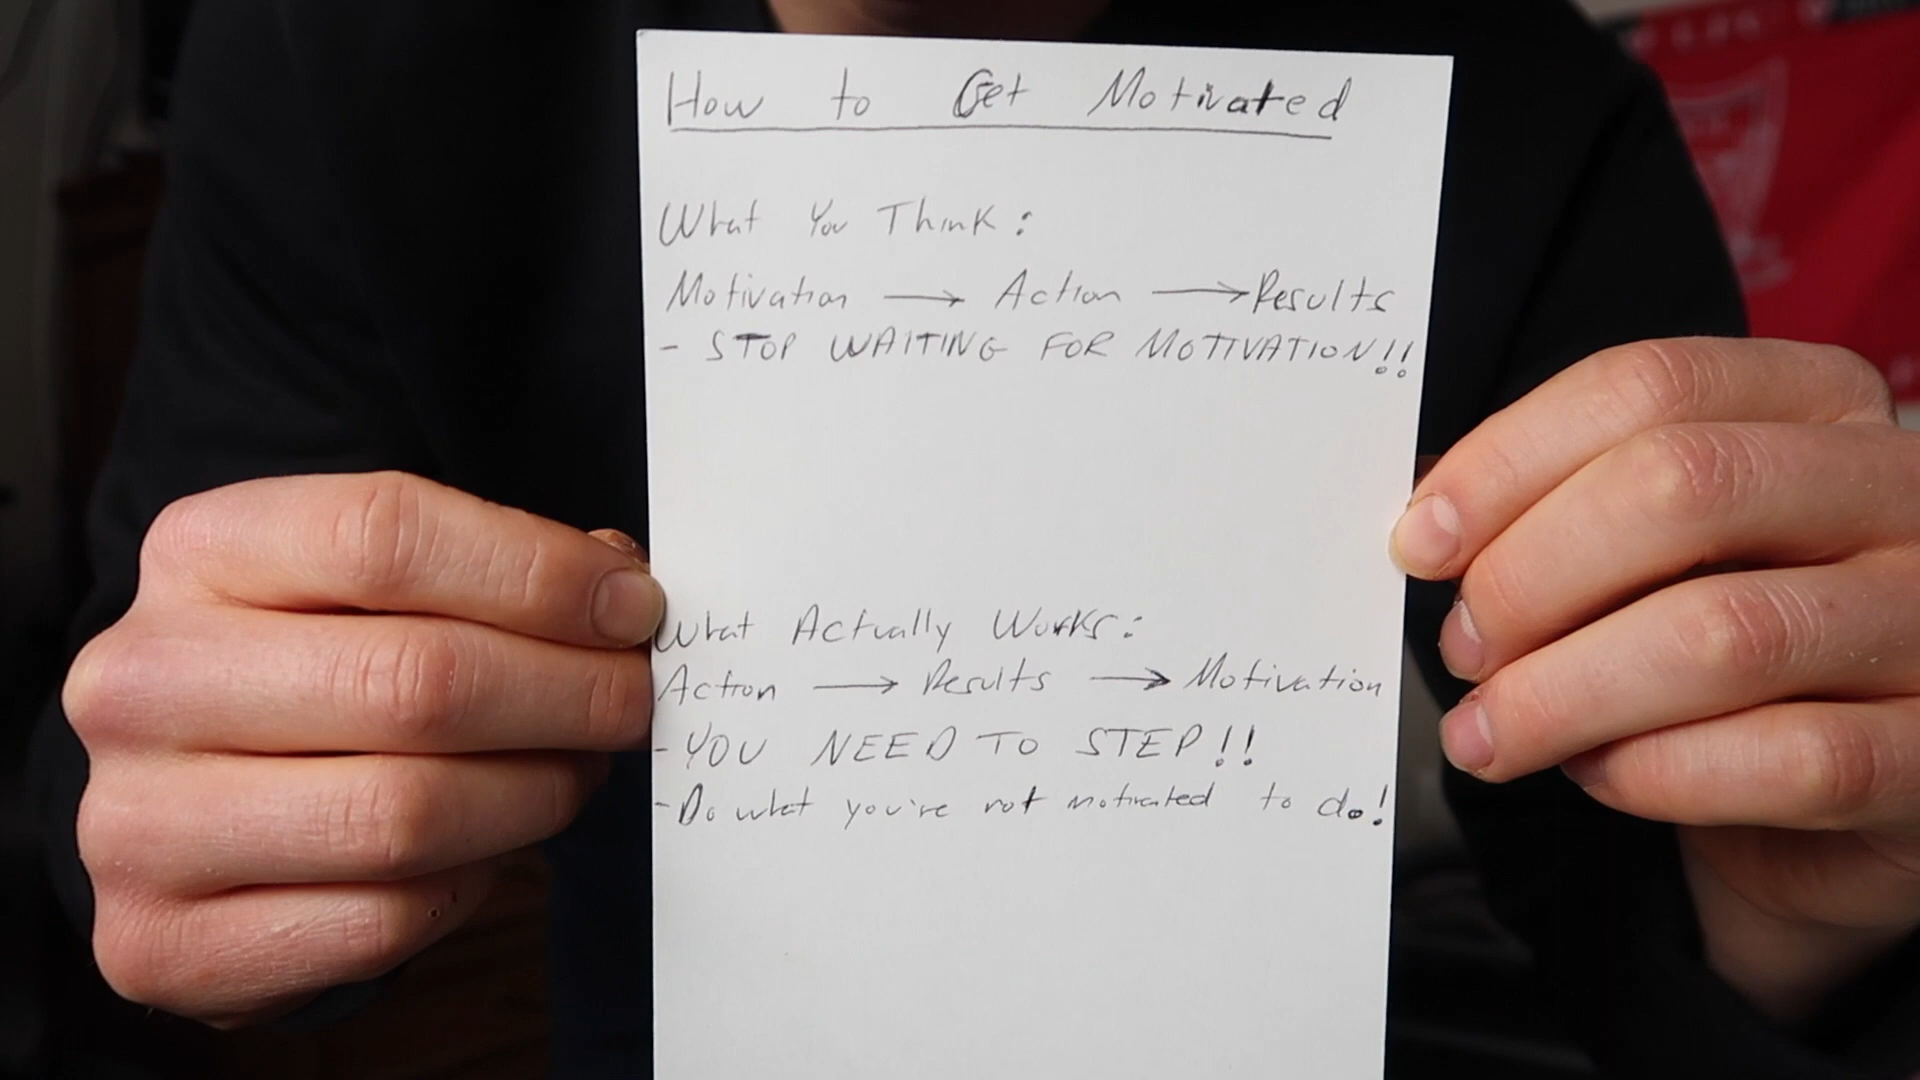 How to Get Motivated
What You Think:
Motivation → Action → Results
- STOP WAITING FOR MOTIVATION!!
What Actually Works:
Action → Results → Motivation
- YOU NEED TO STEP!!
- Do what you're not motivated to do!